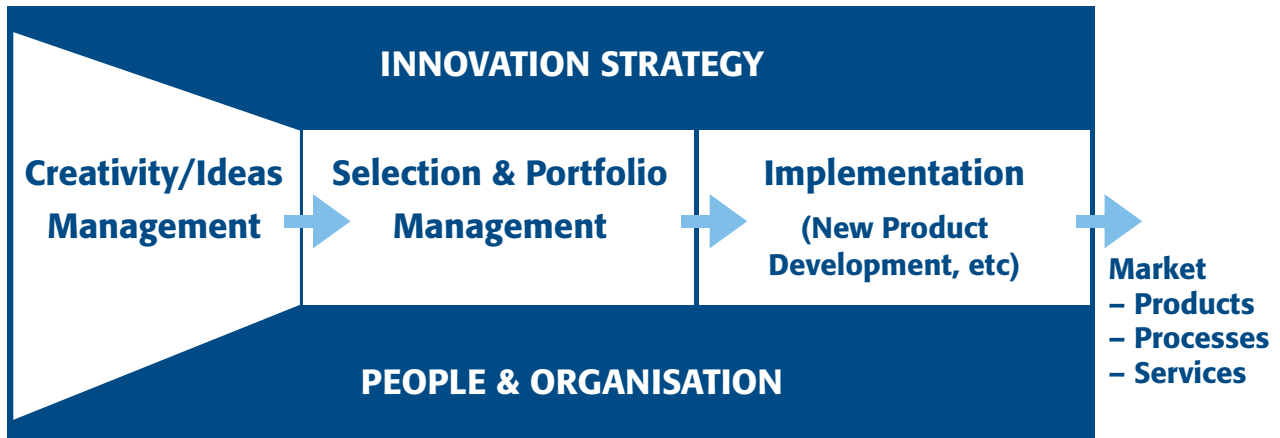 INNOVATION STRATEGY
Creativity/Ideas
Management
Selection & Portfolio
Management
Implementation
(New Product
Development, etc)
Market
– Products
– Processes
– Services
PEOPLE & ORGANISATION